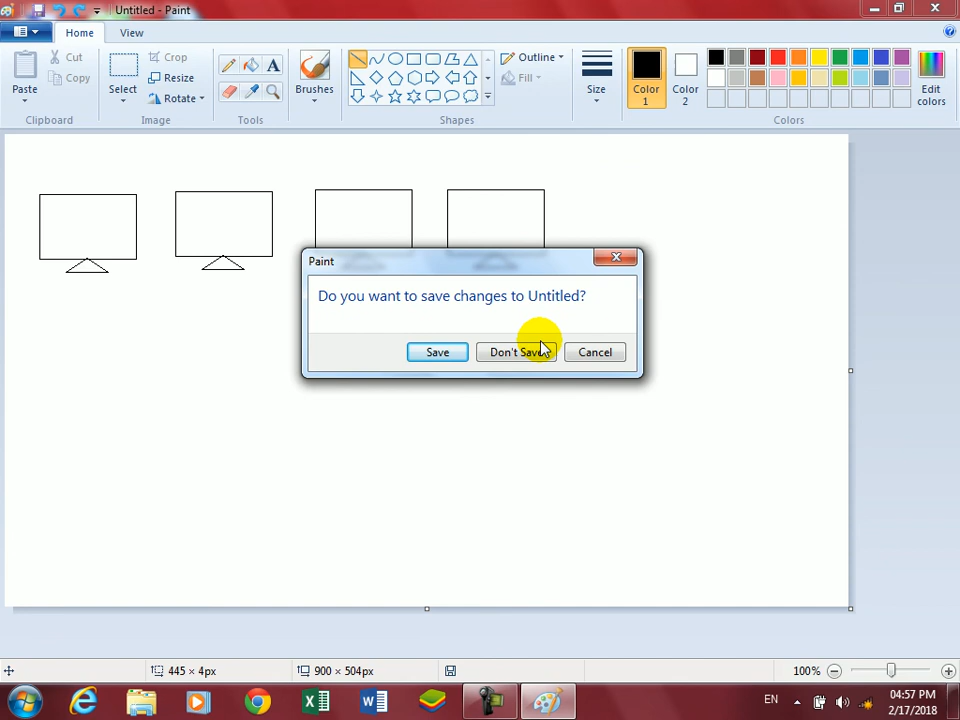 Untitled - Paint
Home
View
Paste
Cut
Copy
Clipboard
Select
Crop
Resize
Rotate
Image
A
Tools
Brushes
Outline
Fill
Shapes
Size
Color 1
Color 2
Edit colors
Colors
Paint
Do you want to save changes to Untitled?
Save
Don't Save
Cancel
445 × 4px
900 × 504px
100%
EN
04:57 PM
2/17/2018